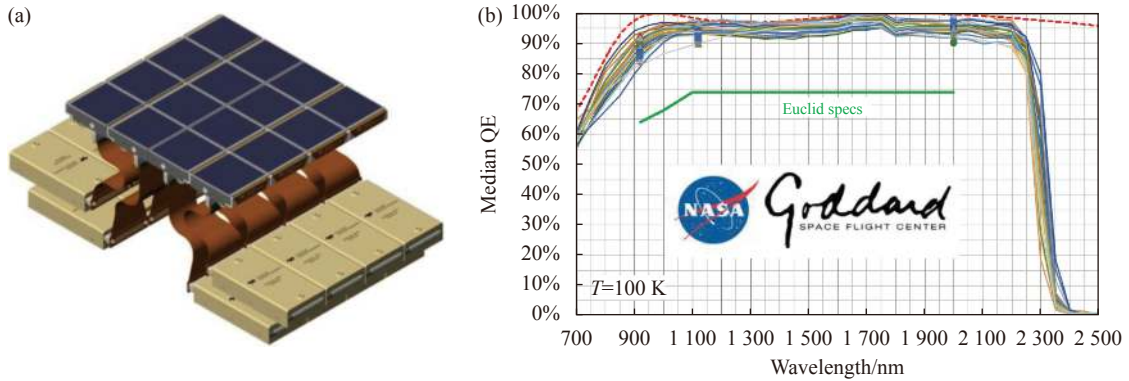 (a)
(b)
100%
90%
80%
70%
60%
50%
40%
30%
20%
10%
0%
Median QE
Euclid specs
NASA
Goddard
SPACE FLIGHT CENTER
T=100 K
700 900 1 100 1 300 1 500 1 700 1 900 2 100 2 300 2 500
Wavelength/nm